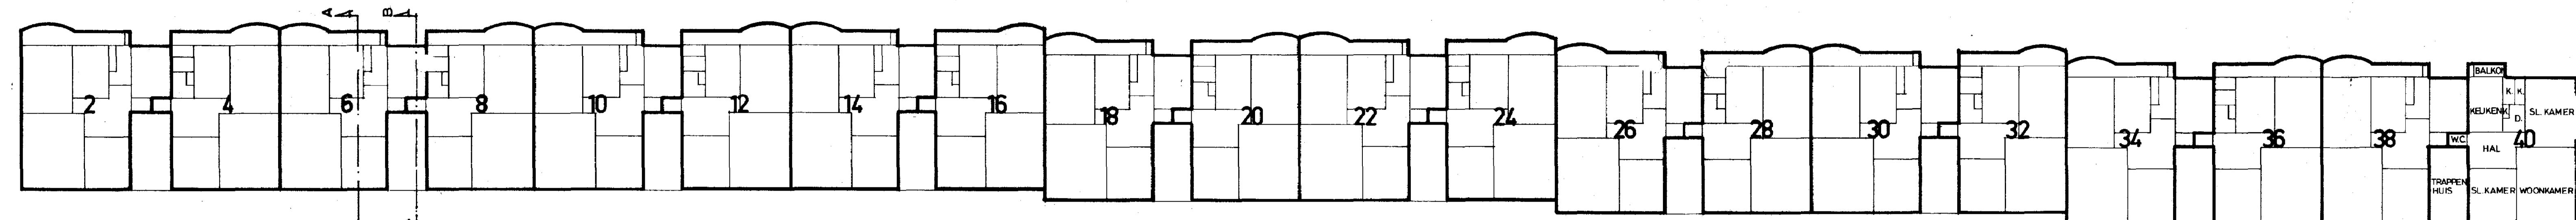 A B
2 4 6 8 10 12 14 16 18 20 22 24 26 28 30 32 34 36 38 40
BALKON
K. K.
KEUKEN SL. KAMER
D.
W.C.
HAL
TRAPPEN
HUIS
SL. KAMER WOONKAMER